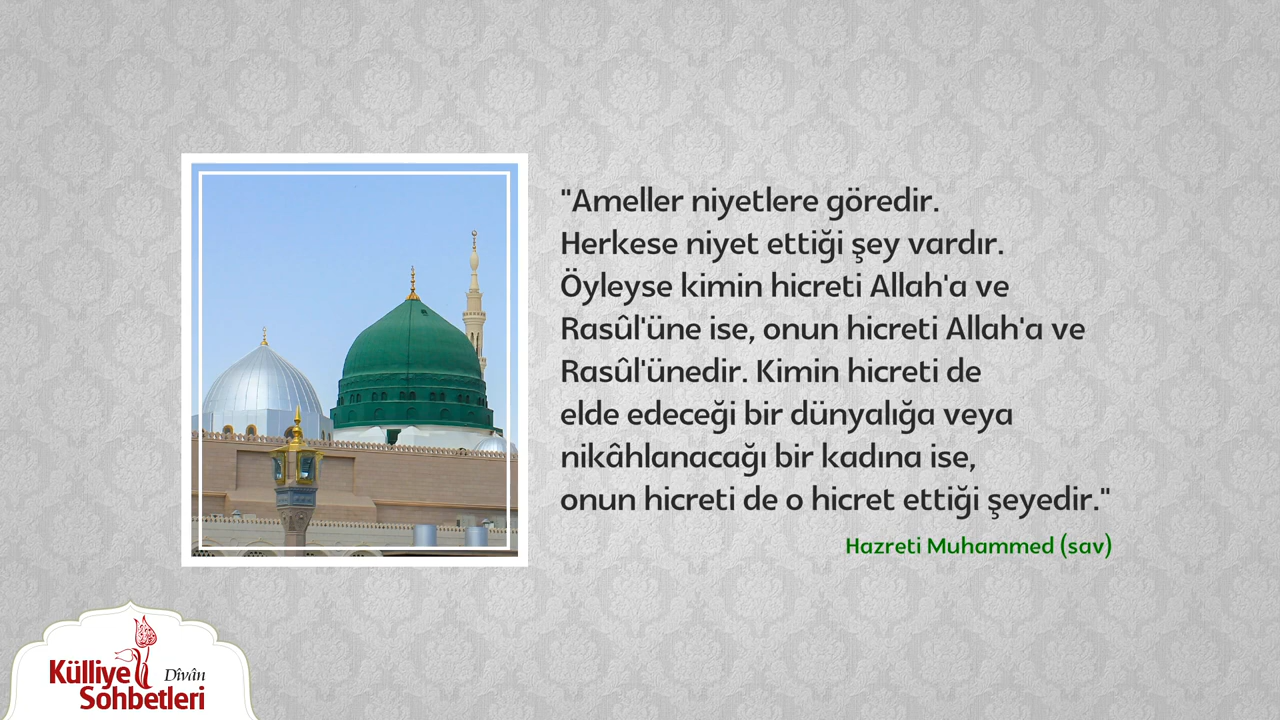 "Ameller niyetlere göredir.
Herkese niyet ettiği şey vardır.
Öyleyse kimin hicreti Allah'a ve
Rasûl'üne ise, onun hicreti Allah'a ve
Rasûl'ünedir. Kimin hicreti de
elde edeceği bir dünyalığa veya
nikâhlanacağı bir kadına ise,
onun hicreti de o hicret ettiği şeyedir."
Hazreti Muhammed (sav)
Külliye Dîvân
Sohbetleri